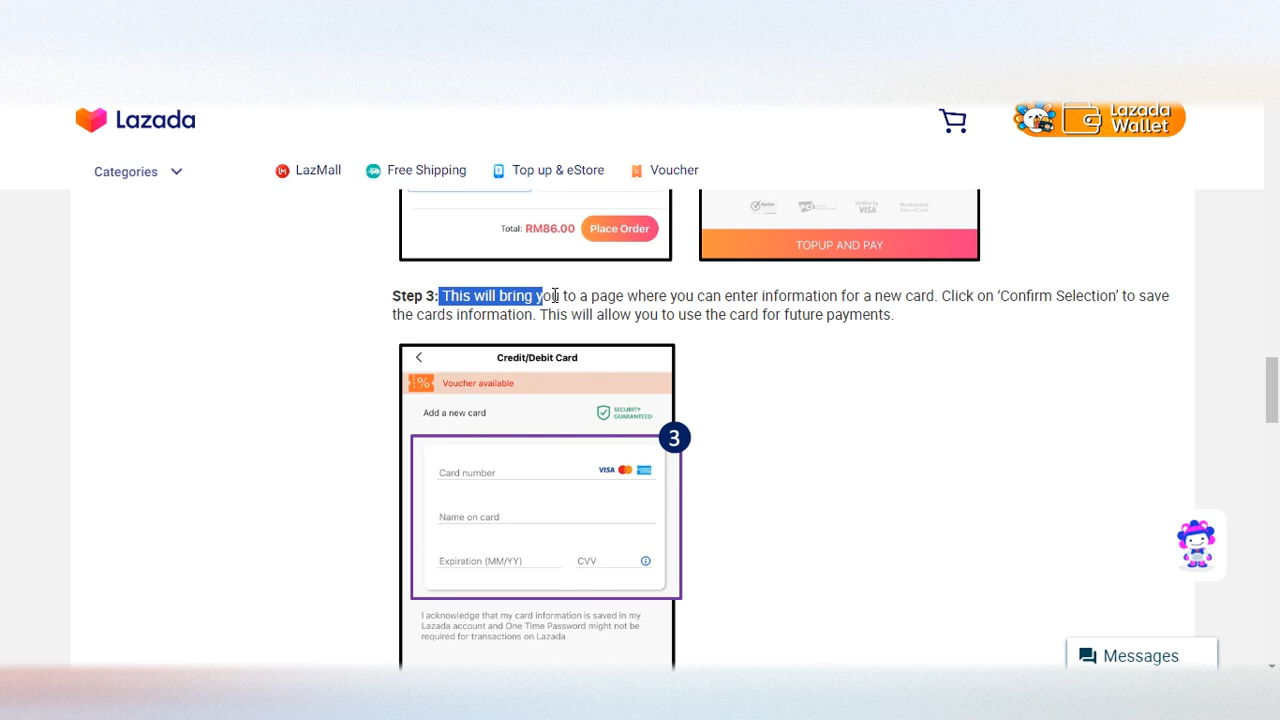 Lazada
Lazada
Wallet
Categories
LazMall
Free Shipping
Top up & eStore
Voucher
Total: RM86.00
Place Order
VISA
TOPUP AND PAY
Step 3: This will bring you to a page where you can enter information for a new card. Click on ‘Confirm Selection’ to save
the cards information. This will allow you to use the card for future payments.
Credit/Debit Card
Voucher available
Add a new card
SECURITY
GUARANTEED
3
Card number
VISA
Name on card
Expiration (MM/YY)
CVV
I acknowledge that my card information is saved in my
Lazada account and One Time Password might not be
required for transactions on Lazada
Messages